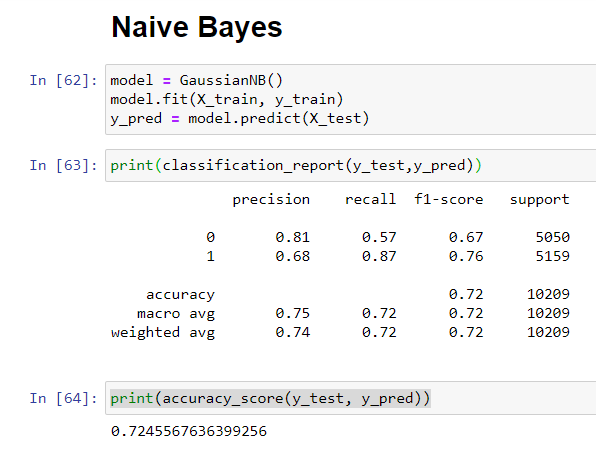 Naive Bayes
In [62]: model = GaussianNB()
model.fit(X_train, y_train)
y_pred = model.predict(X_test)
In [63]: print(classification_report(y_test,y_pred))
precision recall f1-score support
0 0.81 0.57 0.67 5050
1 0.68 0.87 0.76 5159
accuracy 0.72 10209
macro avg 0.75 0.72 0.72 10209
weighted avg 0.74 0.72 0.72 10209
In [64]: print(accuracy_score(y_test, y_pred))
0.7245567636399256